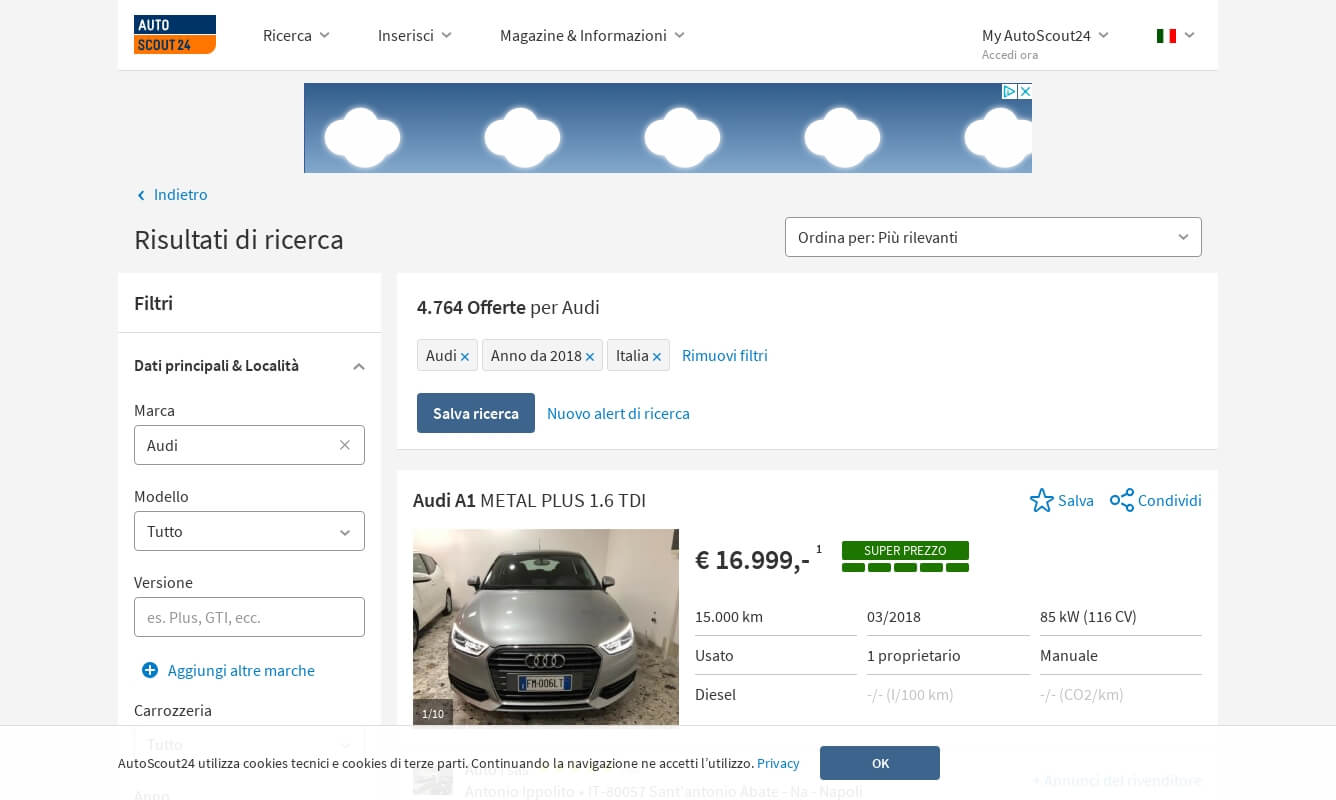 AUTO
SCOUT24
Ricerca
Inserisci
Magazine & Informazioni
My AutoScout24
Accedi ora
Indietro
Risultati di ricerca
Ordina per: Più rilevanti
Filtri
Dati principali & Località
Marca
Audi
Modello
Tutto
Versione
es. Plus, GTI, ecc.
Aggiungi altre marche
Carrozzeria
Tutto
Anno
4.764 Offerte per Audi
Audi
Anno da 2018
Italia
Rimuovi filtri
Salva ricerca
Nuovo alert di ricerca
Audi A1 METAL PLUS 1.6 TDI
Salva
Condividi
FM006LT
1/10
€ 16.999,- 1
SUPER PREZZO
15.000 km
03/2018
85 kW (116 CV)
Usato
1 proprietario
Manuale
Diesel
-/- (l/100 km)
-/- (CO2/km)
Antonio Ippolito • IT-80057 Sant'antonio Abate - Na - Napoli
+ Annunci del rivenditore
AutoScout24 utilizza cookies tecnici e cookies di terze parti. Continuando la navigazione ne accetti l’utilizzo. Privacy
OK